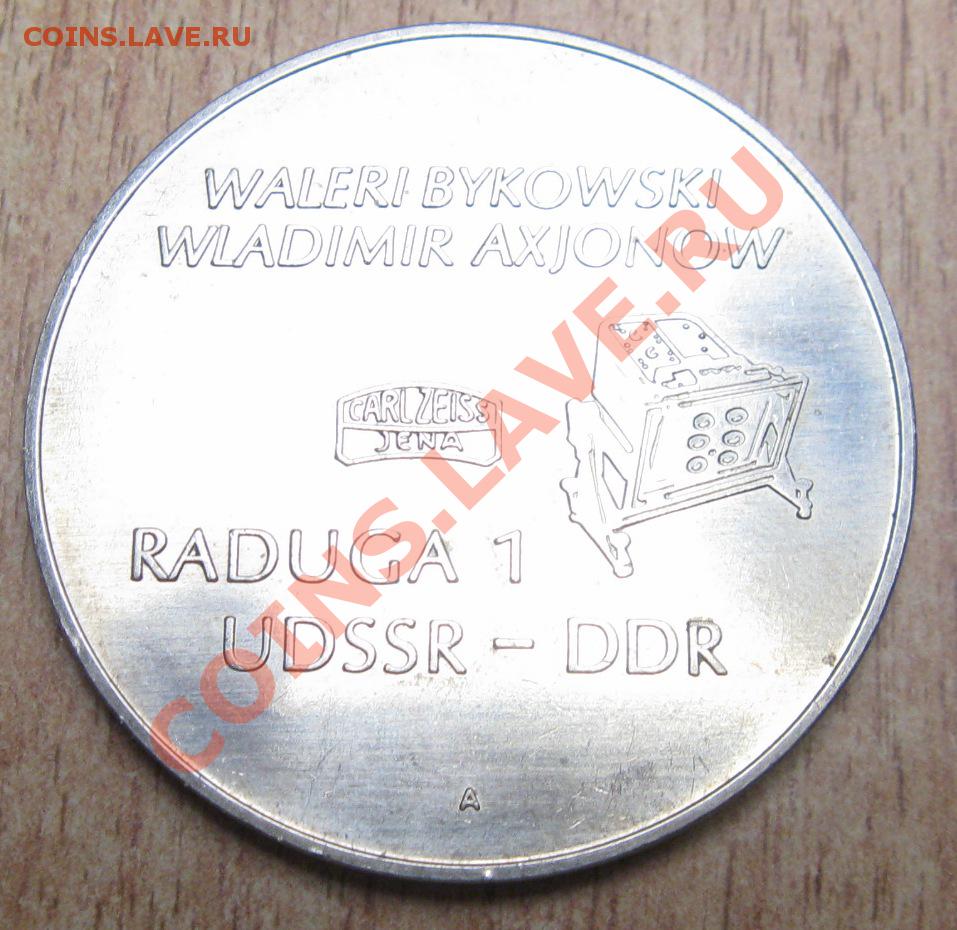 COINS.LAVE.RU
WALERI BYKOWSKI
WLADIMIR AXJONOW
CARL ZEISS
JENA
RADUGA 1
UDSSR – DDR
A
COINS.LAVE.RU